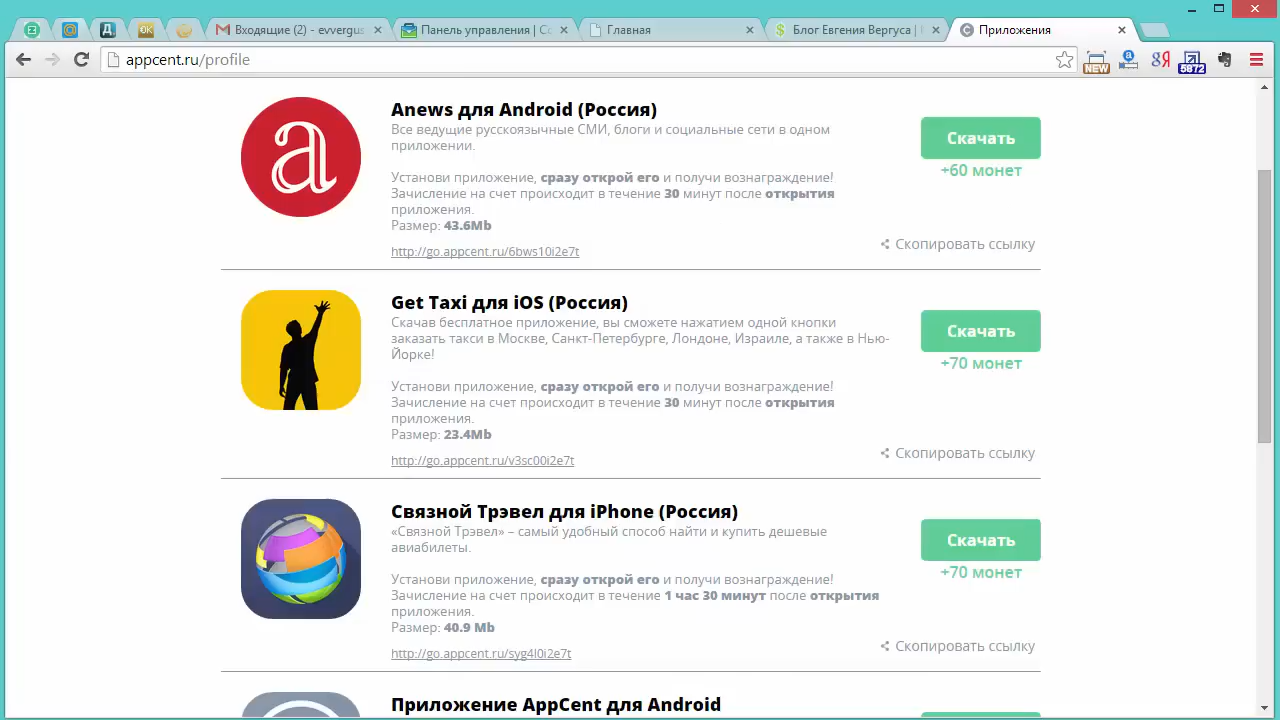 Входящие (2) - evvergus
Панель управления | Со
Главная
Блог Евгения Вергуса |
Приложения
appcent.ru/profile
NEW
5872
Anews для Android (Россия)
Все ведущие русскоязычные СМИ, блоги и социальные сети в одном
приложении.
Скачать
+60 монет
Установи приложение, сразу открой его и получи вознаграждение!
Зачисление на счет происходит в течение 30 минут после открытия
приложения.
Размер: 43.6Mb
Скопировать ссылку
http://go.appcent.ru/6bws10i2e7t
Get Taxi для iOS (Россия)
Скачав бесплатное приложение, вы сможете нажатием одной кнопки
заказать такси в Москве, Санкт-Петербурге, Лондоне, Израиле, а также в Нью-
Йорке!
Скачать
+70 монет
Установи приложение, сразу открой его и получи вознаграждение!
Зачисление на счет происходит в течение 30 минут после открытия
приложения.
Размер: 23.4Mb
Скопировать ссылку
http://go.appcent.ru/v3sc00i2e7t
Связной Трэвел для iPhone (Россия)
«Связной Трэвел» – самый удобный способ найти и купить дешевые
авиабилеты.
Скачать
+70 монет
Установи приложение, сразу открой его и получи вознаграждение!
Зачисление на счет происходит в течение 1 час 30 минут после открытия
приложения.
Размер: 40.9 Mb
Скопировать ссылку
http://go.appcent.ru/syg4l0i2e7t
Приложение AppCent для Android